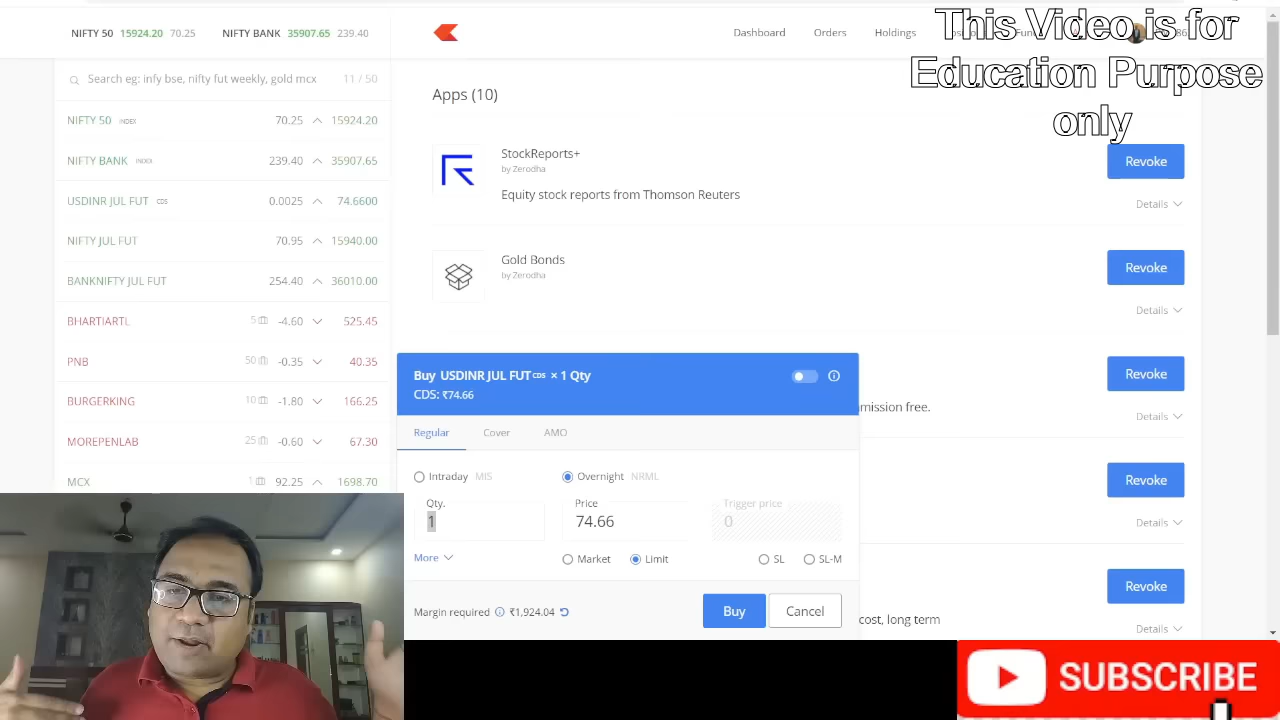 NIFTY 50 15924.20 70.25 NIFTY BANK 35907.65 239.40
Dashboard Orders Holdings
This Video is for
Education Purpose
only
Search eg: infy bse, nifty fut weekly, gold mcx 11 / 50
NIFTY 50 INDEX 70.25 15924.20
NIFTY BANK INDEX 239.40 35907.65
USDINR JUL FUT CDS 0.0025 74.6600
NIFTY JUL FUT 70.95 15940.00
BANKNIFTY JUL FUT 254.40 36010.00
BHARTIARTL 5 -4.60 525.45
PNB 50 -0.35 40.35
BURGERKING 10 -1.80 166.25
MOREPENLAB 25 -0.60 67.30
MCX 1 92.25 1698.70
Apps (10)
StockReports+
by Zerodha
Equity stock reports from Thomson Reuters
Revoke
Details
Gold Bonds
by Zerodha
Revoke
Details
Revoke
mission free.
Details
Revoke
Details
Revoke
cost, long term
Details
Buy USDINR JUL FUT CDS × 1 Qty
CDS: ₹74.66
Regular Cover AMO
Intraday MIS Overnight NRML
Qty. Price Trigger price
1 74.66 0
More Market Limit SL SL-M
Margin required ₹1,924.04 Buy Cancel
SUBSCRIBE